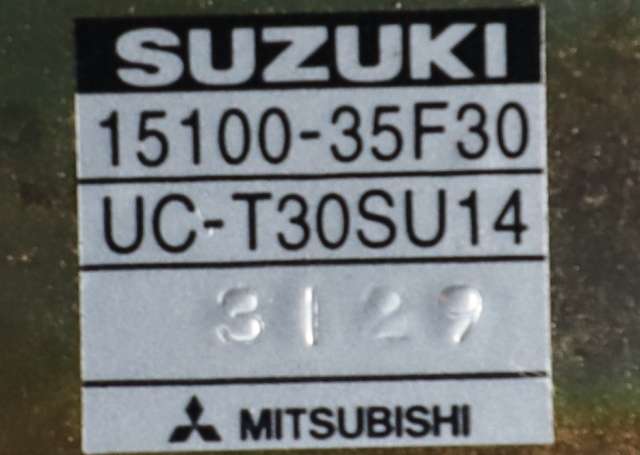 SUZUKI
15100-35F30
UC-T30SU14
3129
MITSUBISHI